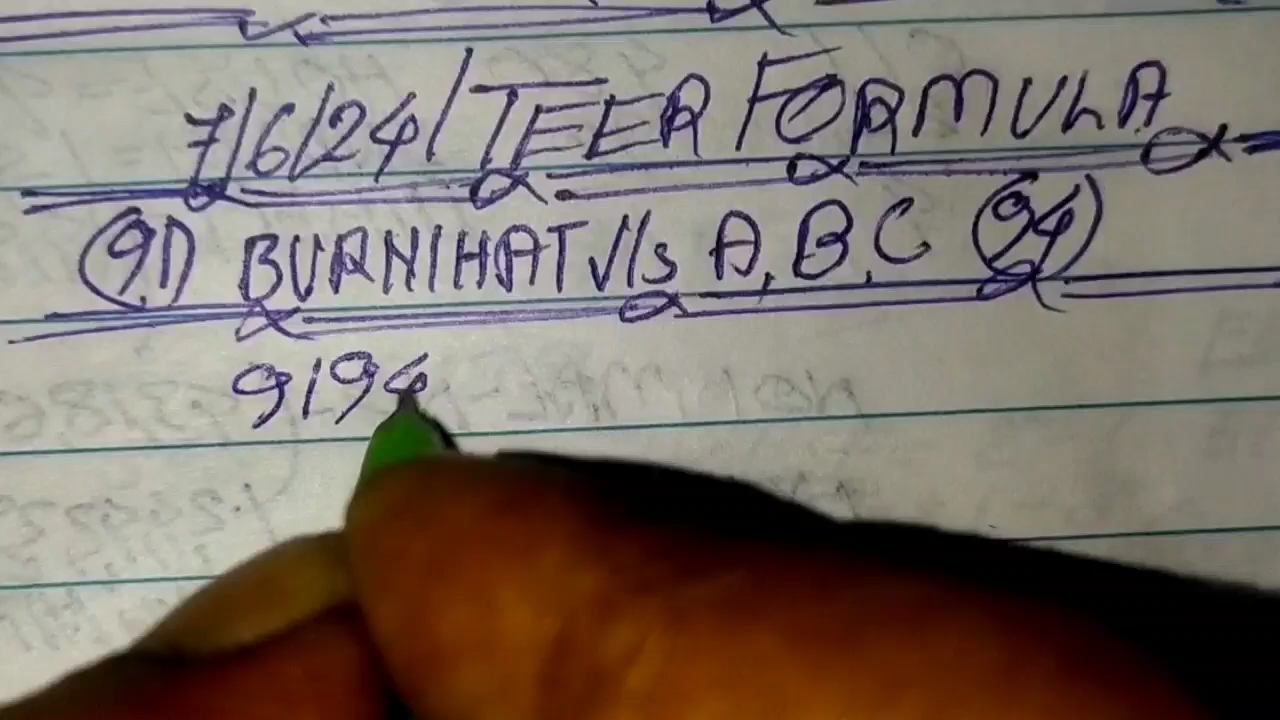 7/6/24/ TEER FORMULA
(91) BURNIHAT V/s A, B, C (94)
9194